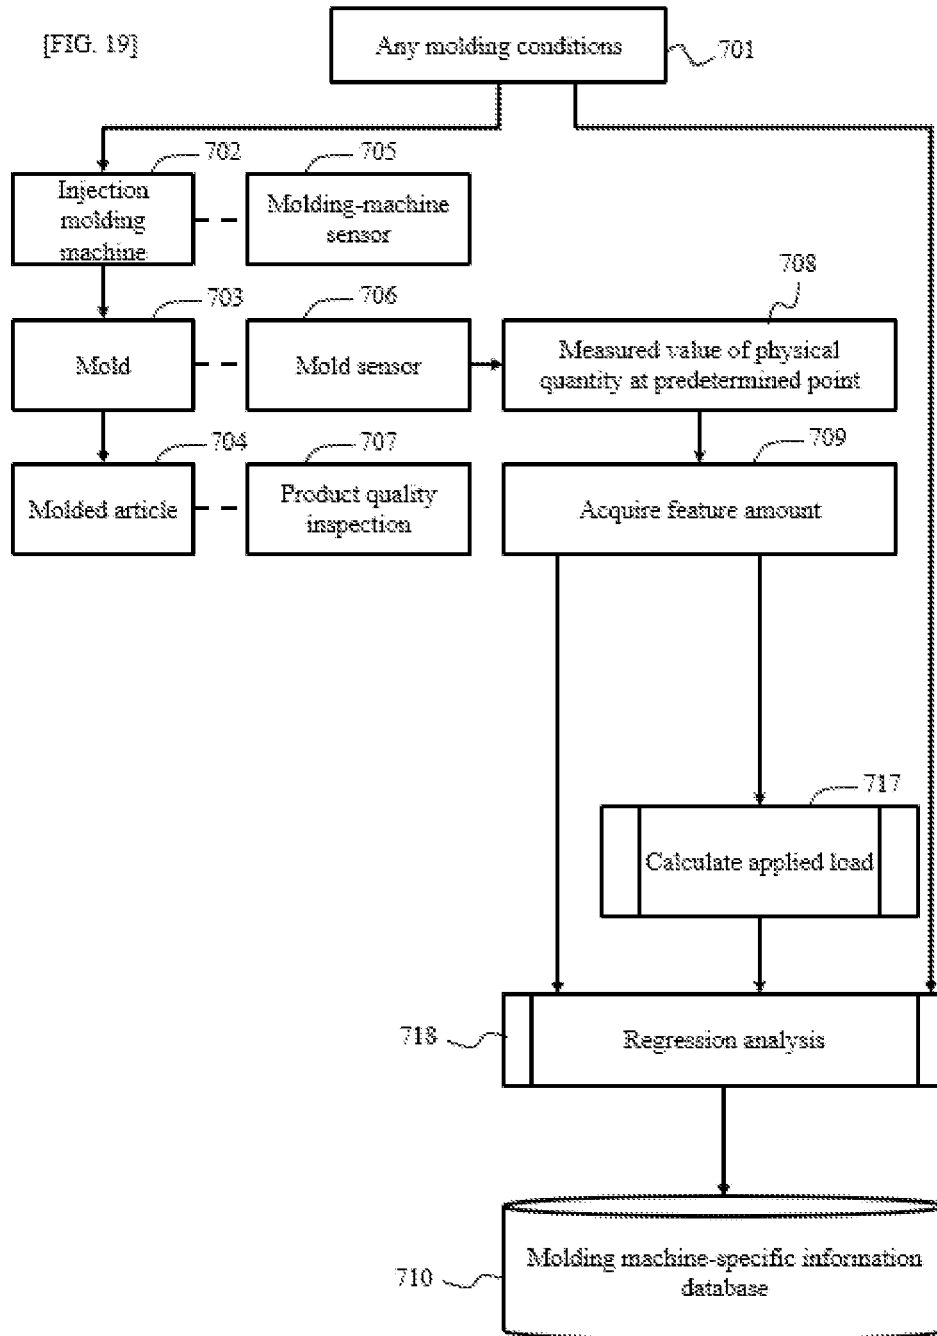 [FIG. 19]
Any molding conditions
701
702
705
Injection
molding
machine
Molding-machine
sensor
708
703
706
Mold
Mold sensor
Measured value of physical
quantity at predetermined point
704
707
709
Molded article
Product quality
inspection
Acquire feature amount
717
Calculate applied load
718
Regression analysis
710
Molding machine-specific information
database